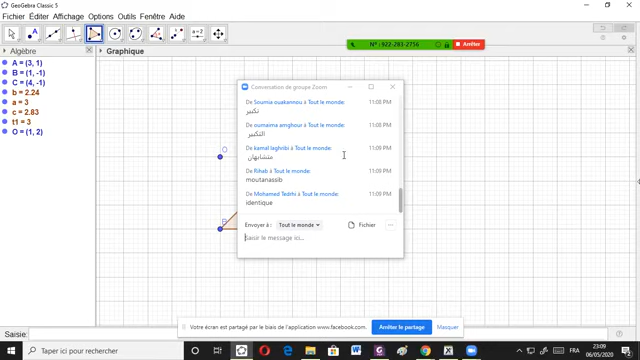 GeoGebra Classic 5
Fichier Éditer Affichage Options Outils Fenêtre Aide
A
a=2
Nº : 922-283-2756
Arrêter
Algèbre
Graphique
A = (3, 1)
B = (1, -1)
C = (4, -1)
b = 2.24
a = 3
c = 2.83
t1 = 3
O = (1, 2)
O
B
Conversation de groupe Zoom
De Soumia ouakannou à Tout le monde: 11:08 PM
تكبير
De oumaima amghour à Tout le monde: 11:08 PM
التكبير
De kamal laghribi à Tout le monde: 11:08 PM
متشابهان
De Rihab à Tout le monde: 11:09 PM
moutanassib
De Mohamed Tedrhi à Tout le monde: 11:09 PM
identique
Envoyer à : Tout le monde Fichier ...
Saisir le message ici...
Votre écran est partagé par le biais de l'application www.facebook.com. Arrêter le partage Masquer
Saisie:
Taper ici pour rechercher
FRA
23:09
06/05/2020